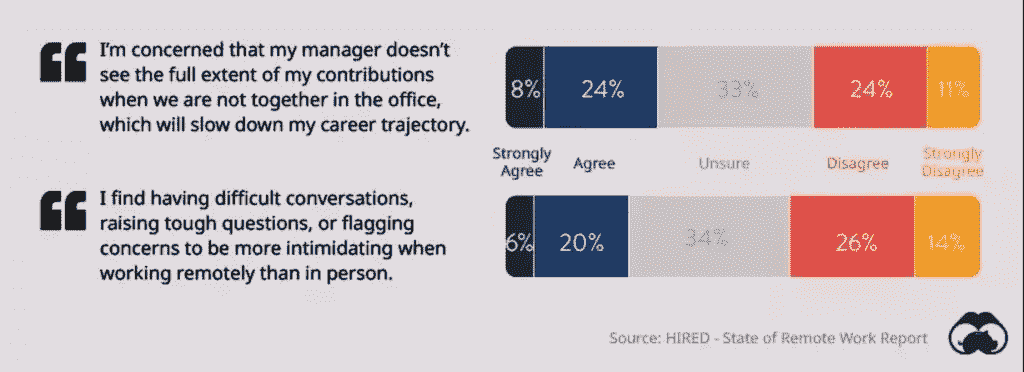 I'm concerned that my manager doesn't
see the full extent of my contributions
when we are not together in the office,
which will slow down my career trajectory.
8% 24% 33% 24% 11%
Strongly Agree Agree Unsure Disagree Strongly Disagree
I find having difficult conversations,
raising tough questions, or flagging
concerns to be more intimidating when
working remotely than in person.
6% 20% 34% 26% 14%
Source: HIRED - State of Remote Work Report